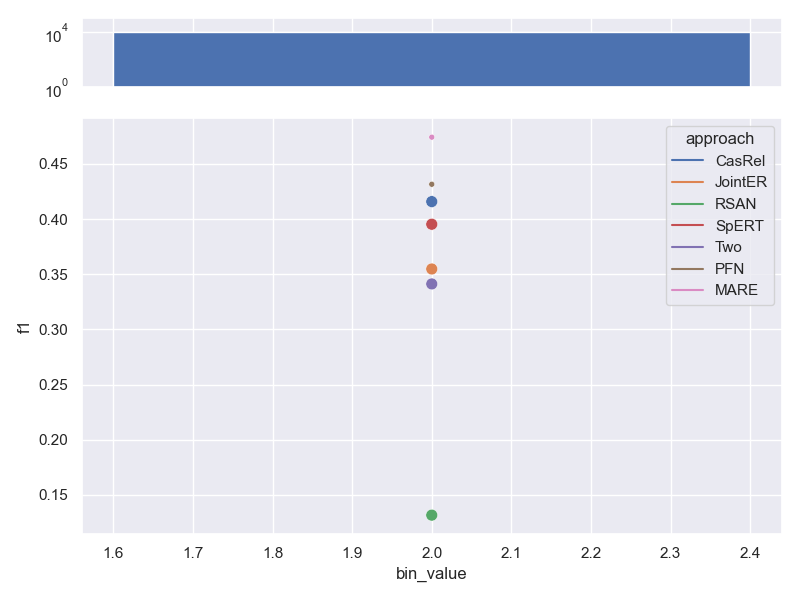 10^4
10^0
0.45
0.40
0.35
0.30
0.25
0.20
0.15
f1
approach
CasRel
JointER
RSAN
SpERT
Two
PFN
MARE
1.6 1.7 1.8 1.9 2.0 2.1 2.2 2.3 2.4
bin_value